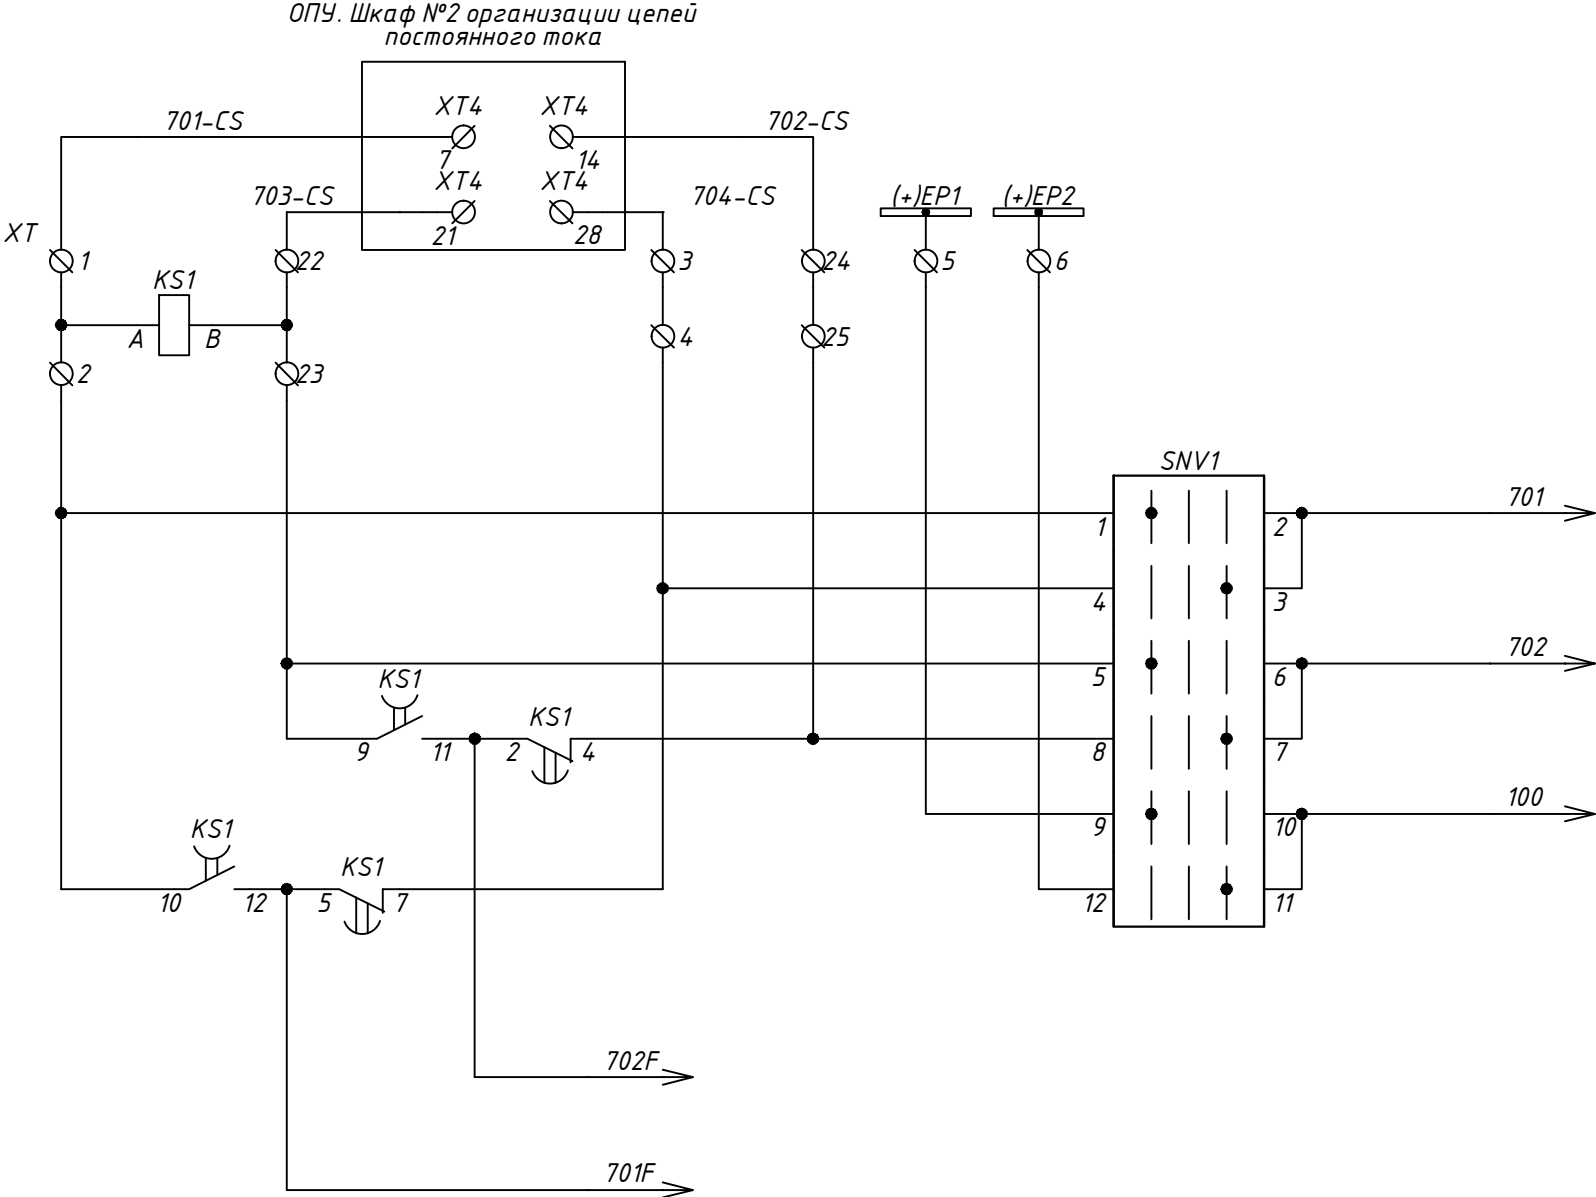 ОПУ. Шкаф №2 организации цепей
постоянного тока
XT4 XT4
701-CS 702-CS
7 14
XT4 XT4
703-CS 704-CS (+)EP1 (+)EP2
21 28
XT
1 22 3 24 5 6
KS1
A B 4 25
2 23
SNV1
701
1 2
4 3
702
5 6
KS1
KS1
9 11 2 4 8 7
100
9 10
KS1
KS1
10 12 5 7 12 11
702F
701F